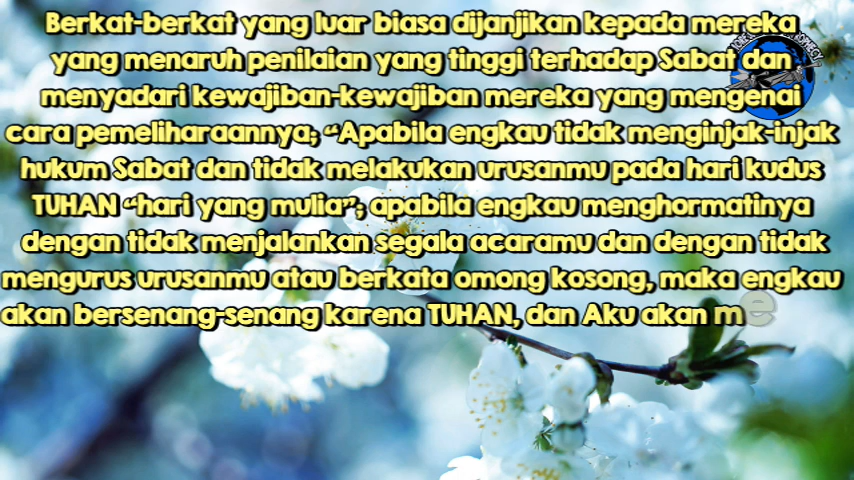 Berkat-berkat yang luar biasa dijanjikan kepada mereka
yang menaruh penilaian yang tinggi terhadap Sabat dan
menyadari kewajiban-kewajiban mereka yang mengenai
cara pemeliharaannya; “Apabila engkau tidak menginjak-injak
hukum Sabat dan tidak melakukan urusanmu pada hari kudus
TUHAN “hari yang mulia”; apabila engkau menghormatinya
dengan tidak menjalankan segala acaramu dan dengan tidak
mengurus urusanmu atau berkata omong kosong, maka engkau
akan bersenang-senang karena TUHAN, dan Aku akan me